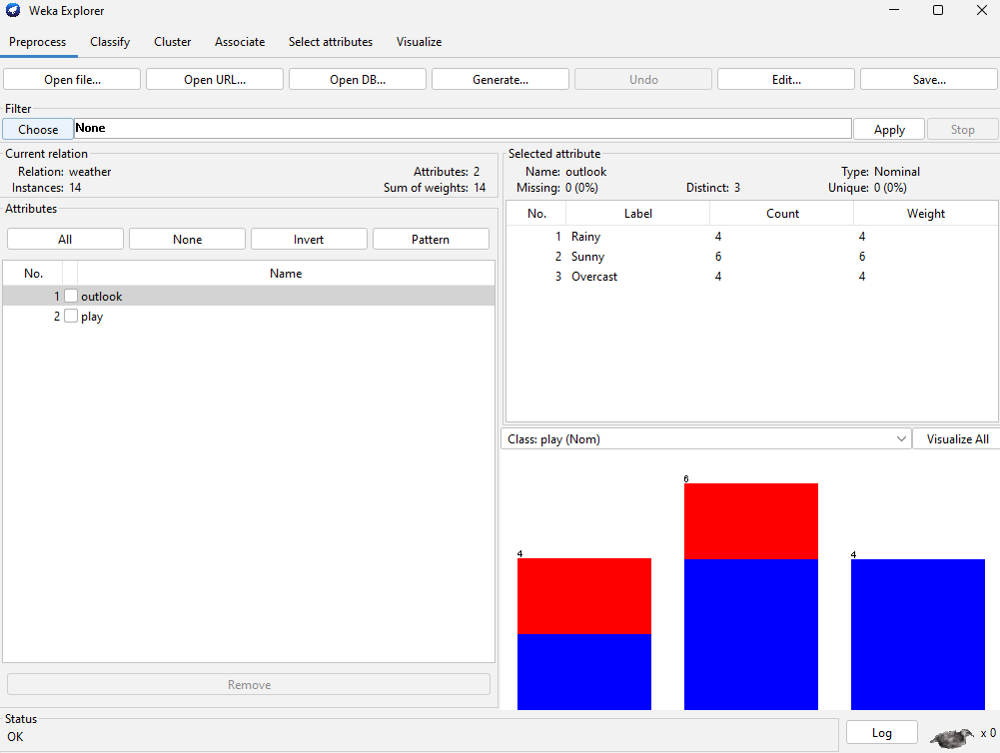 Weka Explorer
Preprocess Classify Cluster Associate Select attributes Visualize
Open file... Open URL... Open DB... Generate... Undo Edit... Save...
Filter
Choose None Apply Stop
Current relation
Relation: weather Attributes: 2
Instances: 14 Sum of weights: 14
Attributes
All None Invert Pattern
No. Name
1 outlook
2 play
Remove
Selected attribute
Name: outlook Type: Nominal
Missing: 0 (0%) Distinct: 3 Unique: 0 (0%)
No. Label Count Weight
1 Rainy 4 4
2 Sunny 6 6
3 Overcast 4 4
Class: play (Nom) Visualize All
4 6 4
Status
OK
Log x 0